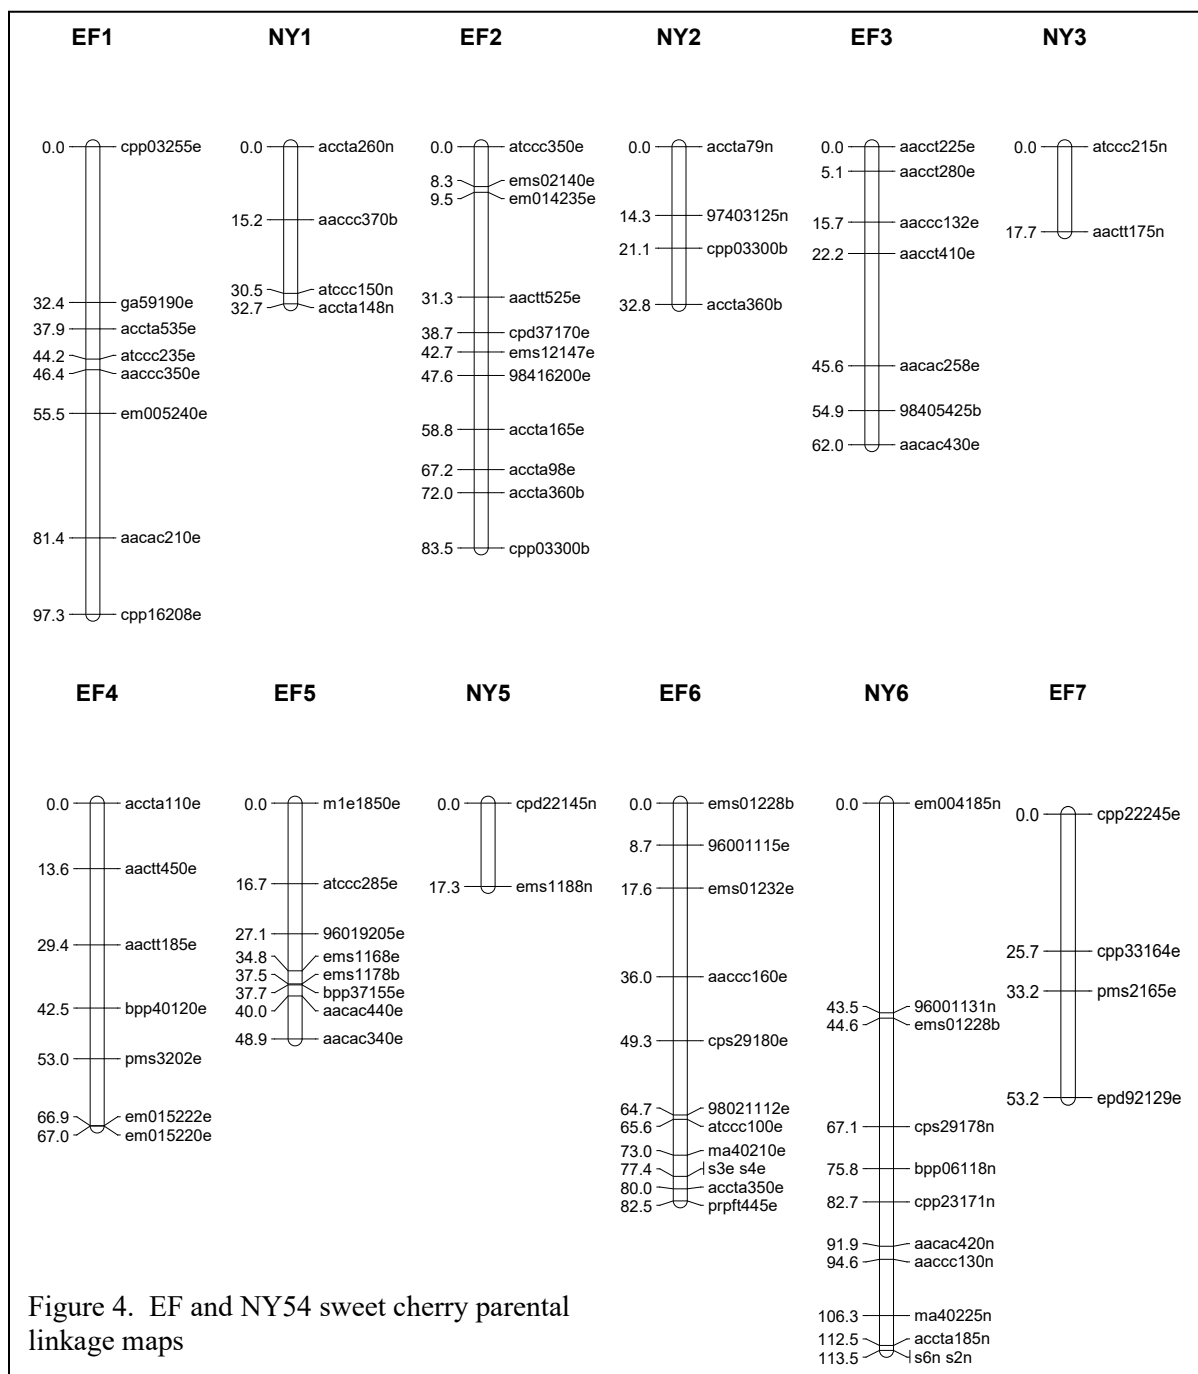 EF1 NY1 EF2 NY2 EF3 NY3
0.0 cpp03255e
32.4 ga59190e
37.9 accta535e
44.2 atccc235e
46.4 aaccc350e
55.5 em005240e
81.4 aacac210e
97.3 cpp16208e
0.0 accta260n
15.2 aaccc370b
30.5 atccc150n
32.7 accta148n
0.0 atccc350e
8.3 ems02140e
9.5 em014235e
31.3 aactt525e
38.7 cpd37170e
42.7 ems12147e
47.6 98416200e
58.8 accta165e
67.2 accta98e
72.0 accta360b
83.5 cpp03300b
0.0 accta79n
14.3 97403125n
21.1 cpp03300b
32.8 accta360b
0.0 aacct225e
5.1 aacct280e
15.7 aaccc132e
22.2 aacct410e
45.6 aacac258e
54.9 98405425b
62.0 aacac430e
0.0 atccc215n
17.7 aactt175n
EF4 EF5 NY5 EF6 NY6 EF7
0.0 accta110e
13.6 aactt450e
29.4 aactt185e
42.5 bpp40120e
53.0 pms3202e
66.9 em015222e
67.0 em015220e
0.0 m1e1850e
16.7 atccc285e
27.1 96019205e
34.8 ems1168e
37.5 ems1178b
37.7 bpp37155e
40.0 aacac440e
48.9 aacac340e
0.0 cpd22145n
17.3 ems1188n
0.0 ems01228b
8.7 96001115e
17.6 ems01232e
36.0 aaccc160e
49.3 cps29180e
64.7 98021112e
65.6 atccc100e
73.0 ma40210e
77.4 s3e s4e
80.0 accta350e
82.5 prpft445e
0.0 em004185n
43.5 96001131n
44.6 ems01228b
67.1 cps29178n
75.8 bpp06118n
82.7 cpp23171n
91.9 aacac420n
94.6 aaccc130n
106.3 ma40225n
112.5 accta185n
113.5 s6n s2n
0.0 cpp22245e
25.7 cpp33164e
33.2 pms2165e
53.2 epd92129e
Figure 4. EF and NY54 sweet cherry parental
linkage maps